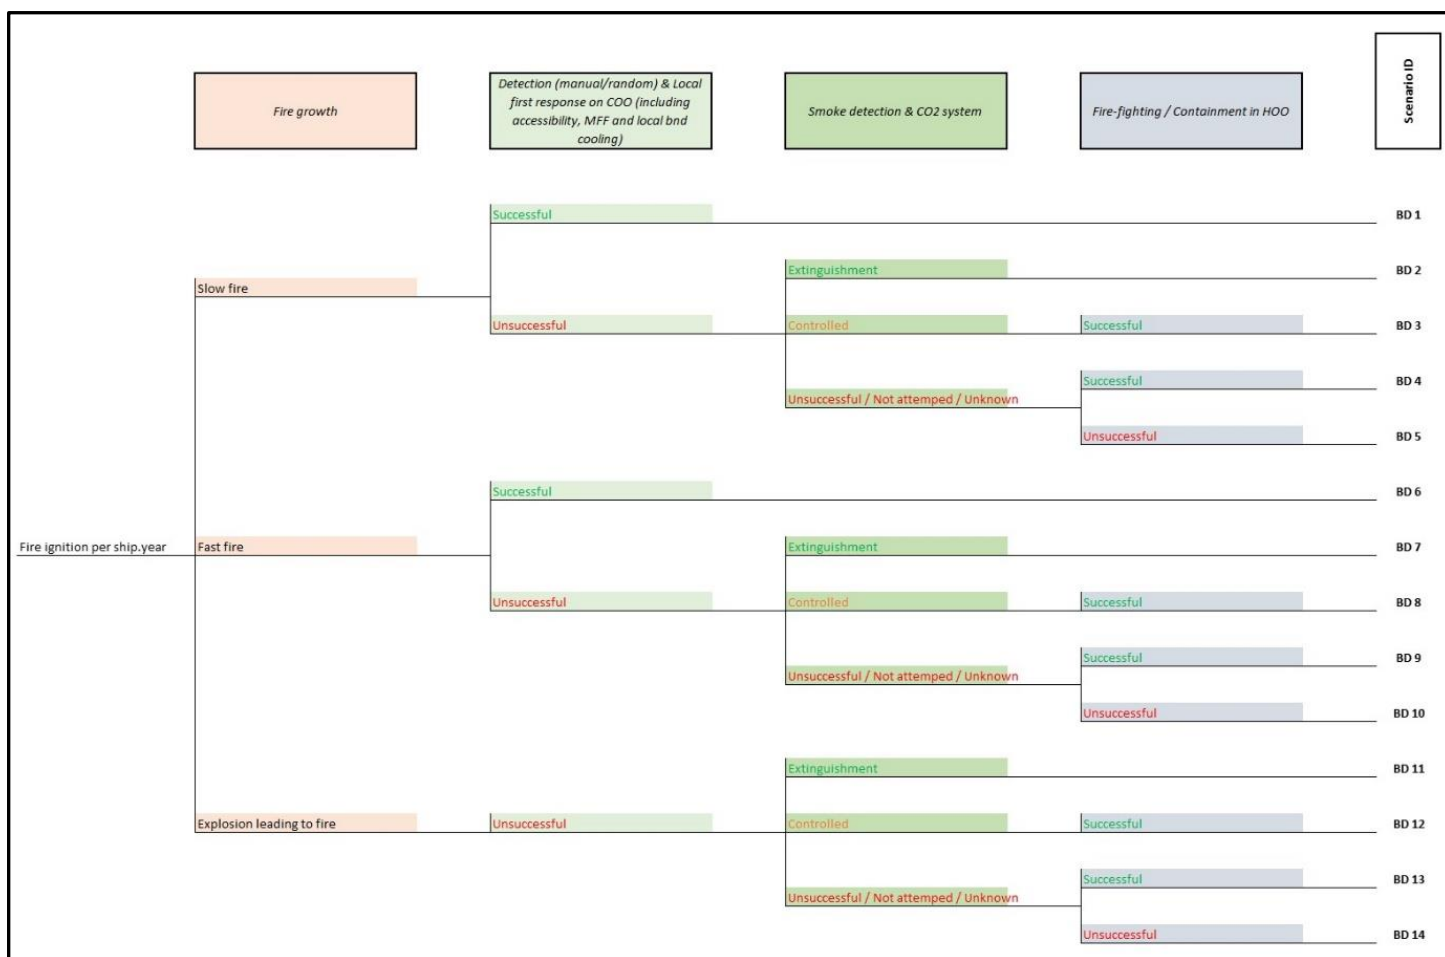 Scenario ID
Fire growth
Detection (manual/random) & Local
first response on COO (including
accessibility, MFF and local bnd
cooling)
Smoke detection & CO2 system
Fire-fighting / Containment in HOO
Successful
BD 1
Extinguishment
BD 2
Slow fire
Unsuccessful
Controlled
Successful
BD 3
Successful
BD 4
Unsuccessful / Not attemped / Unknown
Unsuccessful
BD 5
Successful
BD 6
Fire ignition per ship.year
Fast fire
Extinguishment
BD 7
Unsuccessful
Controlled
Successful
BD 8
Successful
BD 9
Unsuccessful / Not attemped / Unknown
Unsuccessful
BD 10
Extinguishment
BD 11
Explosion leading to fire
Unsuccessful
Controlled
Successful
BD 12
Successful
BD 13
Unsuccessful / Not attemped / Unknown
Unsuccessful
BD 14